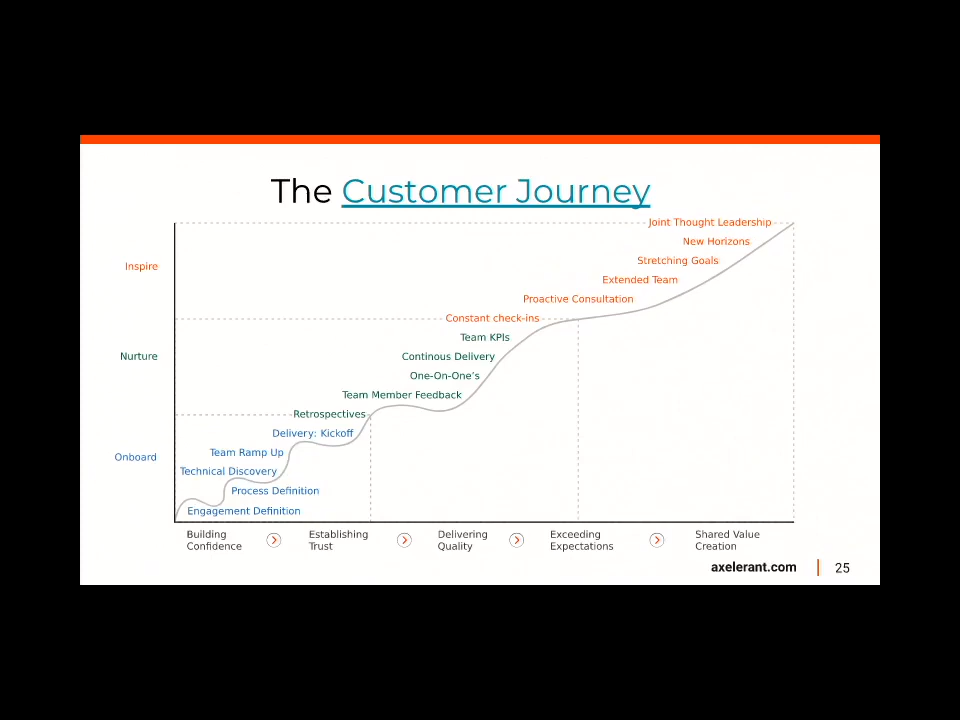 The Customer Journey
Joint Thought Leadership
New Horizons
Inspire
Stretching Goals
Extended Team
Proactive Consultation
Constant check-ins
Team KPIs
Nurture
Continous Delivery
One-On-One’s
Team Member Feedback
Retrospectives
Delivery: Kickoff
Team Ramp Up
Onboard
Technical Discovery
Process Definition
Engagement Definition
Building
Confidence
Establishing
Trust
Delivering
Quality
Exceeding
Expectations
Shared Value
Creation
axelerant.com
25